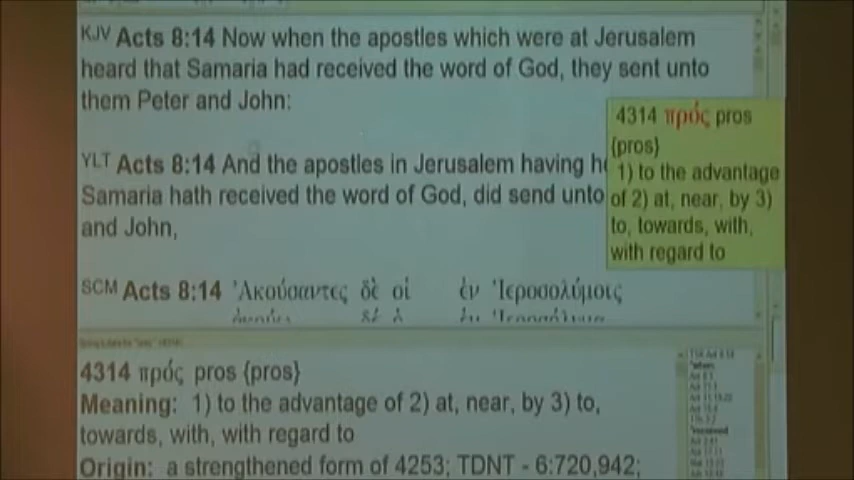 KJV Acts 8:14 Now when the apostles which were at Jerusalem
heard that Samaria had received the word of God, they sent unto
them Peter and John:
4314 πρός pros
{pros}
1) to the advantage
of 2) at, near, by 3)
to, towards, with,
with regard to
YLT Acts 8:14 And the apostles in Jerusalem having
Samaria hath received the word of God, did send unto
and John,
SCM Acts 8:14 Ἀκούσαντες δὲ οἱ ἐν Ἱεροσολύμοις
4314 πρός pros {pros}
Meaning: 1) to the advantage of 2) at, near, by 3) to,
towards, with, with regard to
Origin: a strengthened form of 4253; TDNT - 6:720,942;